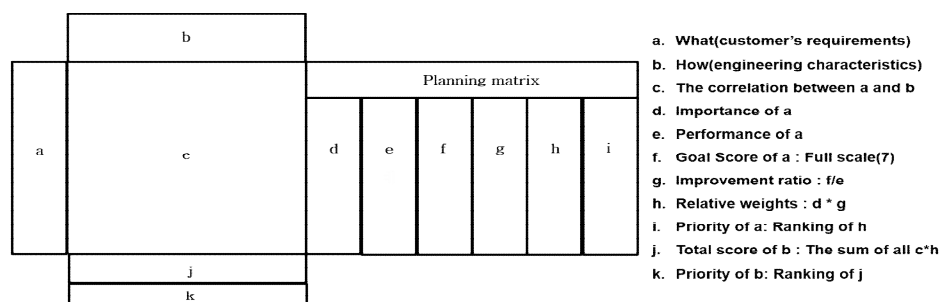 b
Planning matrix
a
c
d
e
f
g
h
i
j
k
a. What(customer’s requirements)
b. How(engineering characteristics)
c. The correlation between a and b
d. Importance of a
e. Performance of a
f. Goal Score of a : Full scale(7)
g. Improvement ratio : f/e
h. Relative weights : d * g
i. Priority of a: Ranking of h
j. Total score of b : The sum of all c*h
k. Priority of b: Ranking of j